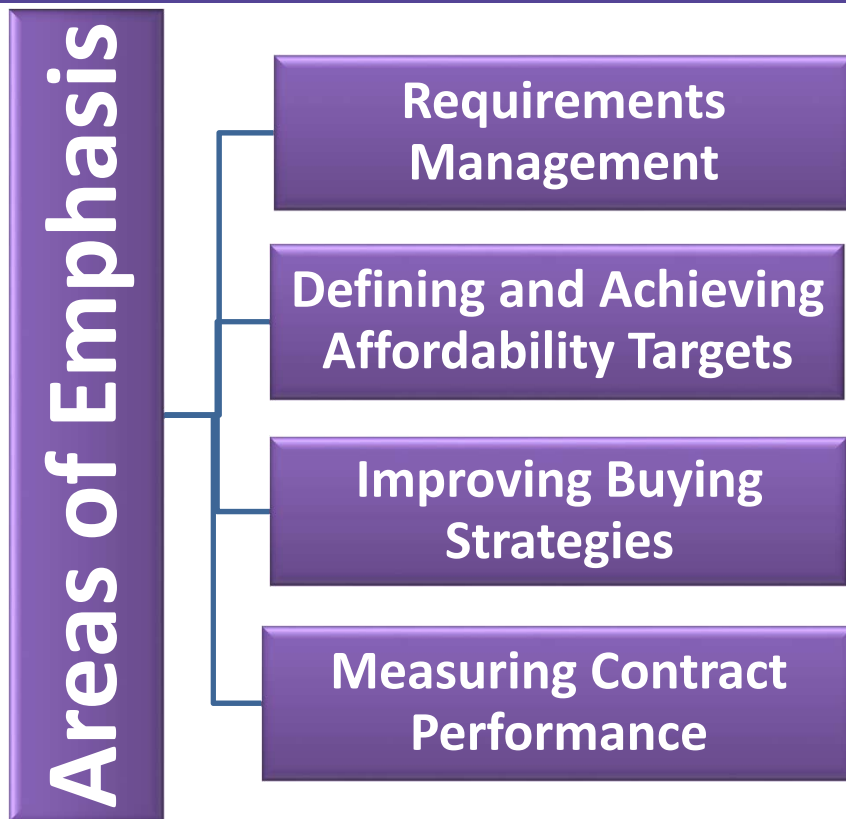 Areas of Emphasis
Requirements
Management
Defining and Achieving
Affordability Targets
Improving Buying
Strategies
Measuring Contract
Performance